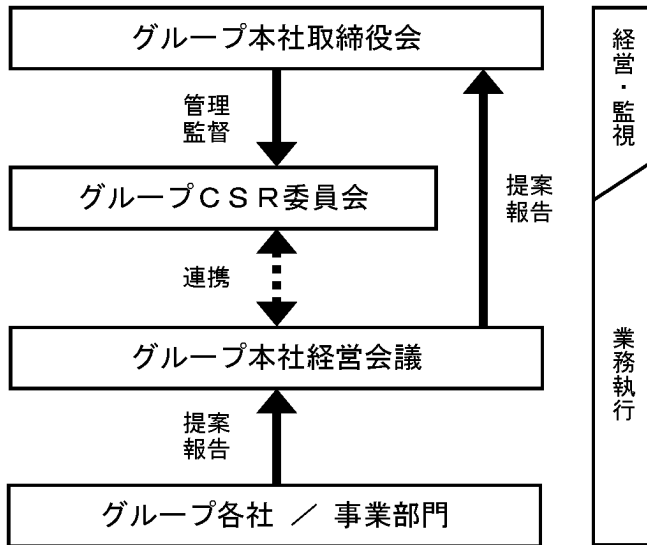 グループ本社取締役会
管理
監督
グループＣＳＲ委員会
提案
報告
連携
グループ本社経営会議
提案
報告
グループ各社 ／ 事業部門
経営・監視
業務執行